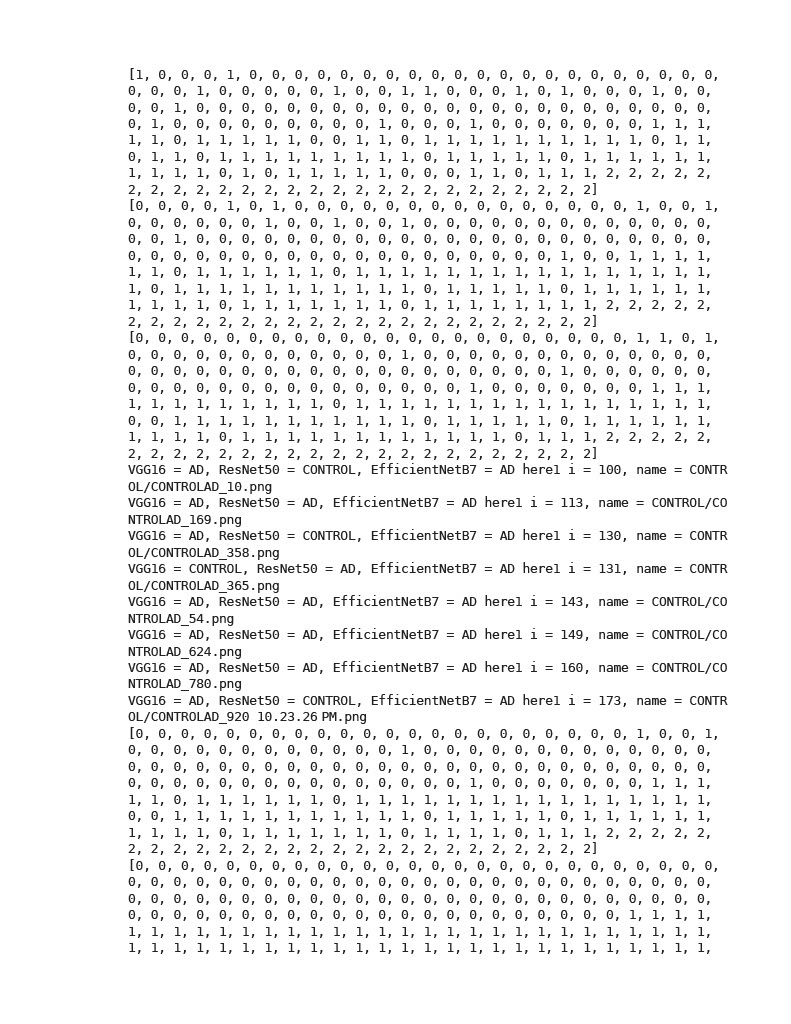 [1, 0, 0, 0, 1, 0, 0, 0, 0, 0, 0, 0, 0, 0, 0, 0, 0, 0, 0, 0, 0, 0, 0, 0, 0, 0,
0, 0, 0, 1, 0, 0, 0, 0, 0, 1, 0, 0, 1, 1, 0, 0, 0, 1, 0, 1, 0, 0, 0, 1, 0, 0,
0, 0, 1, 0, 0, 0, 0, 0, 0, 0, 0, 0, 0, 0, 0, 0, 0, 0, 0, 0, 0, 0, 0, 0, 0, 0,
0, 1, 0, 0, 0, 0, 0, 0, 0, 0, 0, 1, 0, 0, 0, 1, 0, 0, 0, 0, 0, 0, 0, 1, 1, 1,
1, 1, 0, 1, 1, 1, 1, 1, 0, 0, 1, 1, 0, 1, 1, 1, 1, 1, 1, 1, 1, 1, 1, 0, 1, 1,
0, 1, 1, 0, 1, 1, 1, 1, 1, 1, 1, 1, 1, 0, 1, 1, 1, 1, 1, 0, 1, 1, 1, 1, 1, 1,
1, 1, 1, 1, 0, 1, 0, 1, 1, 1, 1, 1, 0, 0, 0, 1, 1, 0, 1, 1, 1, 2, 2, 2, 2, 2,
2, 2, 2, 2, 2, 2, 2, 2, 2, 2, 2, 2, 2, 2, 2, 2, 2, 2, 2, 2, 2]
[0, 0, 0, 0, 1, 0, 1, 0, 0, 0, 0, 0, 0, 0, 0, 0, 0, 0, 0, 0, 0, 0, 1, 0, 0, 1,
0, 0, 0, 0, 0, 0, 1, 0, 0, 1, 0, 0, 1, 0, 0, 0, 0, 0, 0, 0, 0, 0, 0, 0, 0, 0,
0, 0, 1, 0, 0, 0, 0, 0, 0, 0, 0, 0, 0, 0, 0, 0, 0, 0, 0, 0, 0, 0, 0, 0, 0, 0,
0, 0, 0, 0, 0, 0, 0, 0, 0, 0, 0, 0, 0, 0, 0, 0, 0, 0, 0, 1, 0, 0, 1, 1, 1, 1,
1, 1, 0, 1, 1, 1, 1, 1, 1, 0, 1, 1, 1, 1, 1, 1, 1, 1, 1, 1, 1, 1, 1, 1, 1, 1,
1, 0, 1, 1, 1, 1, 1, 1, 1, 1, 1, 1, 1, 0, 1, 1, 1, 1, 1, 0, 1, 1, 1, 1, 1, 1,
1, 1, 1, 1, 0, 1, 1, 1, 1, 1, 1, 1, 0, 1, 1, 1, 1, 1, 1, 1, 1, 2, 2, 2, 2, 2,
2, 2, 2, 2, 2, 2, 2, 2, 2, 2, 2, 2, 2, 2, 2, 2, 2, 2, 2, 2, 2]
[0, 0, 0, 0, 0, 0, 0, 0, 0, 0, 0, 0, 0, 0, 0, 0, 0, 0, 0, 0, 0, 0, 1, 1, 0, 1,
0, 0, 0, 0, 0, 0, 0, 0, 0, 0, 0, 0, 1, 0, 0, 0, 0, 0, 0, 0, 0, 0, 0, 0, 0, 0,
0, 0, 0, 0, 0, 0, 0, 0, 0, 0, 0, 0, 0, 0, 0, 0, 0, 0, 0, 1, 0, 0, 0, 0, 0, 0,
0, 0, 0, 0, 0, 0, 0, 0, 0, 0, 0, 0, 0, 0, 0, 1, 0, 0, 0, 0, 0, 0, 0, 1, 1, 1,
1, 1, 1, 1, 1, 1, 1, 1, 1, 0, 1, 1, 1, 1, 1, 1, 1, 1, 1, 1, 1, 1, 1, 1, 1, 1,
0, 0, 1, 1, 1, 1, 1, 1, 1, 1, 1, 1, 1, 0, 1, 1, 1, 1, 1, 0, 1, 1, 1, 1, 1, 1,
1, 1, 1, 1, 0, 1, 1, 1, 1, 1, 1, 1, 1, 1, 1, 1, 1, 0, 1, 1, 1, 2, 2, 2, 2, 2,
2, 2, 2, 2, 2, 2, 2, 2, 2, 2, 2, 2, 2, 2, 2, 2, 2, 2, 2, 2, 2]
VGG16 = AD, ResNet50 = CONTROL, EfficientNetB7 = AD here1 i = 100, name = CONTR
OL/CONTROLAD_10.png
VGG16 = AD, ResNet50 = AD, EfficientNetB7 = AD here1 i = 113, name = CONTROL/CO
NTROLAD_169.png
VGG16 = AD, ResNet50 = CONTROL, EfficientNetB7 = AD here1 i = 130, name = CONTR
OL/CONTROLAD_358.png
VGG16 = CONTROL, ResNet50 = AD, EfficientNetB7 = AD here1 i = 131, name = CONTR
OL/CONTROLAD_365.png
VGG16 = AD, ResNet50 = AD, EfficientNetB7 = AD here1 i = 143, name = CONTROL/CO
NTROLAD_54.png
VGG16 = AD, ResNet50 = AD, EfficientNetB7 = AD here1 i = 149, name = CONTROL/CO
NTROLAD_624.png
VGG16 = AD, ResNet50 = AD, EfficientNetB7 = AD here1 i = 160, name = CONTROL/CO
NTROLAD_780.png
VGG16 = AD, ResNet50 = CONTROL, EfficientNetB7 = AD here1 i = 173, name = CONTR
OL/CONTROLAD_920 10.23.26 PM.png
[0, 0, 0, 0, 0, 0, 0, 0, 0, 0, 0, 0, 0, 0, 0, 0, 0, 0, 0, 0, 0, 0, 1, 0, 0, 1,
0, 0, 0, 0, 0, 0, 0, 0, 0, 0, 0, 0, 1, 0, 0, 0, 0, 0, 0, 0, 0, 0, 0, 0, 0, 0,
0, 0, 0, 0, 0, 0, 0, 0, 0, 0, 0, 0, 0, 0, 0, 0, 0, 0, 0, 0, 0, 0, 0, 0, 0, 0,
0, 0, 0, 0, 0, 0, 0, 0, 0, 0, 0, 0, 0, 0, 0, 1, 0, 0, 0, 0, 0, 0, 0, 1, 1, 1,
1, 1, 0, 1, 1, 1, 1, 1, 1, 0, 1, 1, 1, 1, 1, 1, 1, 1, 1, 1, 1, 1, 1, 1, 1, 1,
0, 0, 1, 1, 1, 1, 1, 1, 1, 1, 1, 1, 1, 0, 1, 1, 1, 1, 1, 0, 1, 1, 1, 1, 1, 1,
1, 1, 1, 1, 0, 1, 1, 1, 1, 1, 1, 1, 0, 1, 1, 1, 1, 0, 1, 1, 1, 2, 2, 2, 2, 2,
2, 2, 2, 2, 2, 2, 2, 2, 2, 2, 2, 2, 2, 2, 2, 2, 2, 2, 2, 2, 2]
[0, 0, 0, 0, 0, 0, 0, 0, 0, 0, 0, 0, 0, 0, 0, 0, 0, 0, 0, 0, 0, 0, 0, 0, 0, 0,
0, 0, 0, 0, 0, 0, 0, 0, 0, 0, 0, 0, 0, 0, 0, 0, 0, 0, 0, 0, 0, 0, 0, 0, 0, 0,
0, 0, 0, 0, 0, 0, 0, 0, 0, 0, 0, 0, 0, 0, 0, 0, 0, 0, 0, 0, 0, 0, 0, 0, 0, 0,
0, 0, 0, 0, 0, 0, 0, 0, 0, 0, 0, 0, 0, 0, 0, 0, 0, 0, 0, 0, 0, 0, 1, 1, 1, 1,
1, 1, 1, 1, 1, 1, 1, 1, 1, 1, 1, 1, 1, 1, 1, 1, 1, 1, 1, 1, 1, 1, 1, 1, 1, 1,
1, 1, 1, 1, 1, 1, 1, 1, 1, 1, 1, 1, 1, 1, 1, 1, 1, 1, 1, 1, 1, 1, 1, 1, 1, 1,